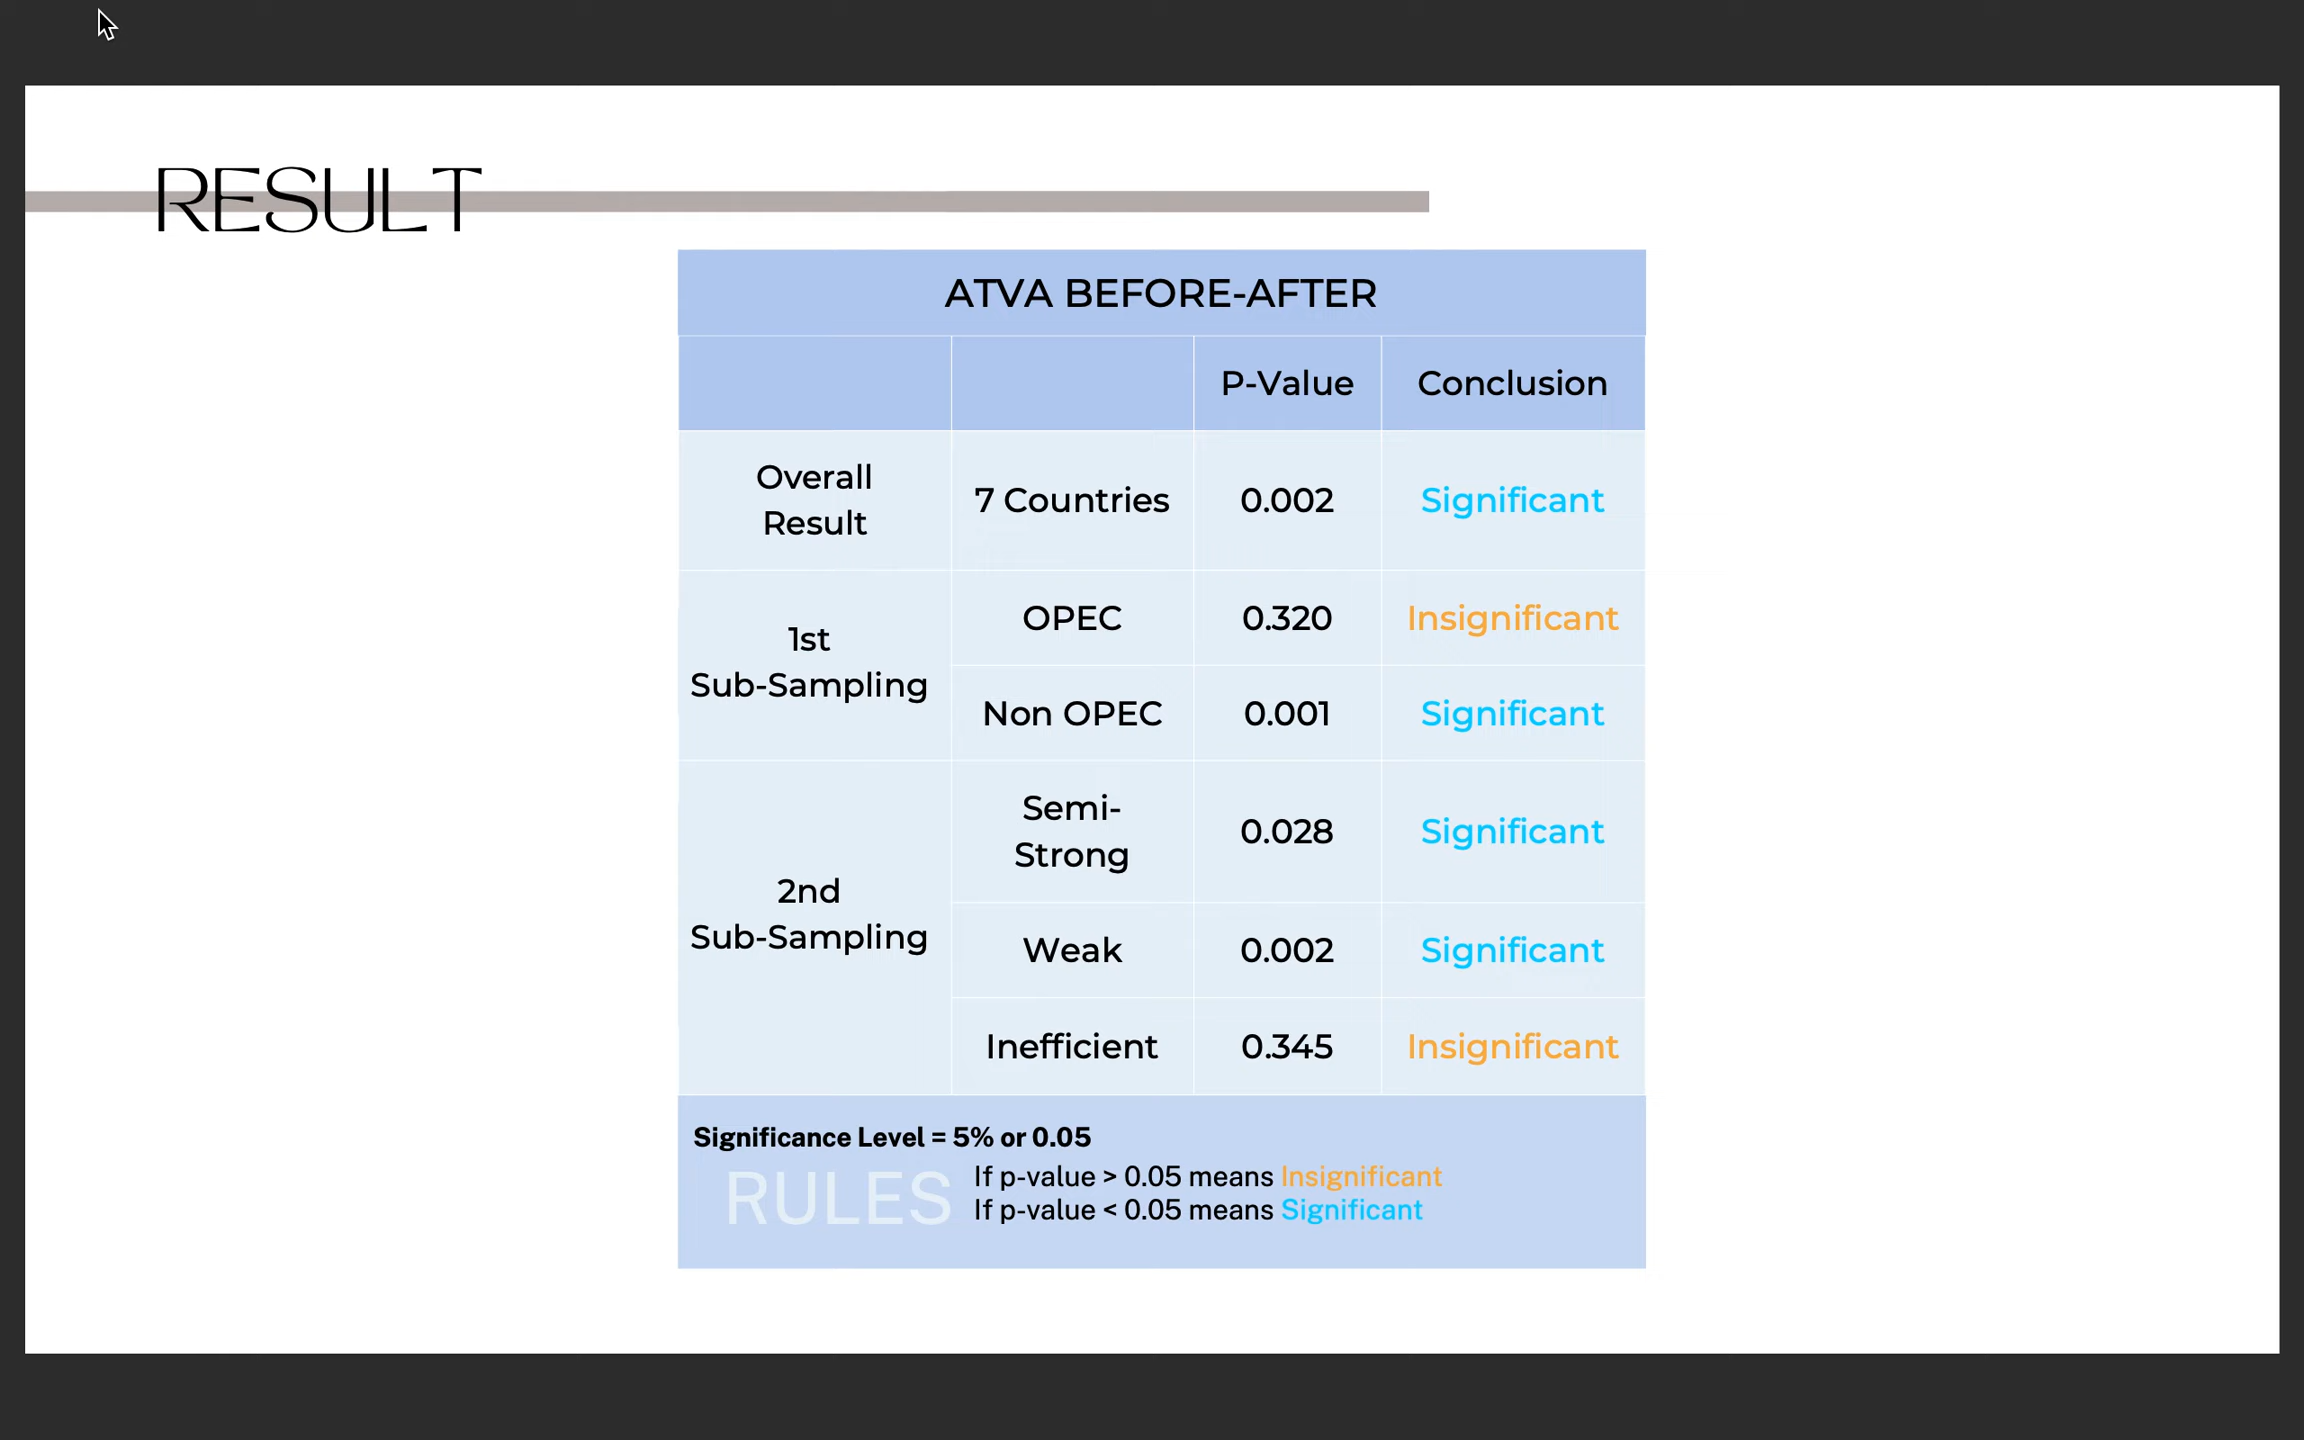 RESULT
ATVA BEFORE-AFTER
P-Value Conclusion
Overall
Result
7 Countries 0.002 Significant
1st
Sub-Sampling
OPEC 0.320 Insignificant
Non OPEC 0.001 Significant
2nd
Sub-Sampling
Semi-
Strong
0.028 Significant
Weak 0.002 Significant
Inefficient 0.345 Insignificant
Significance Level = 5% or 0.05
RULES
If p-value > 0.05 means Insignificant
If p-value < 0.05 means Significant